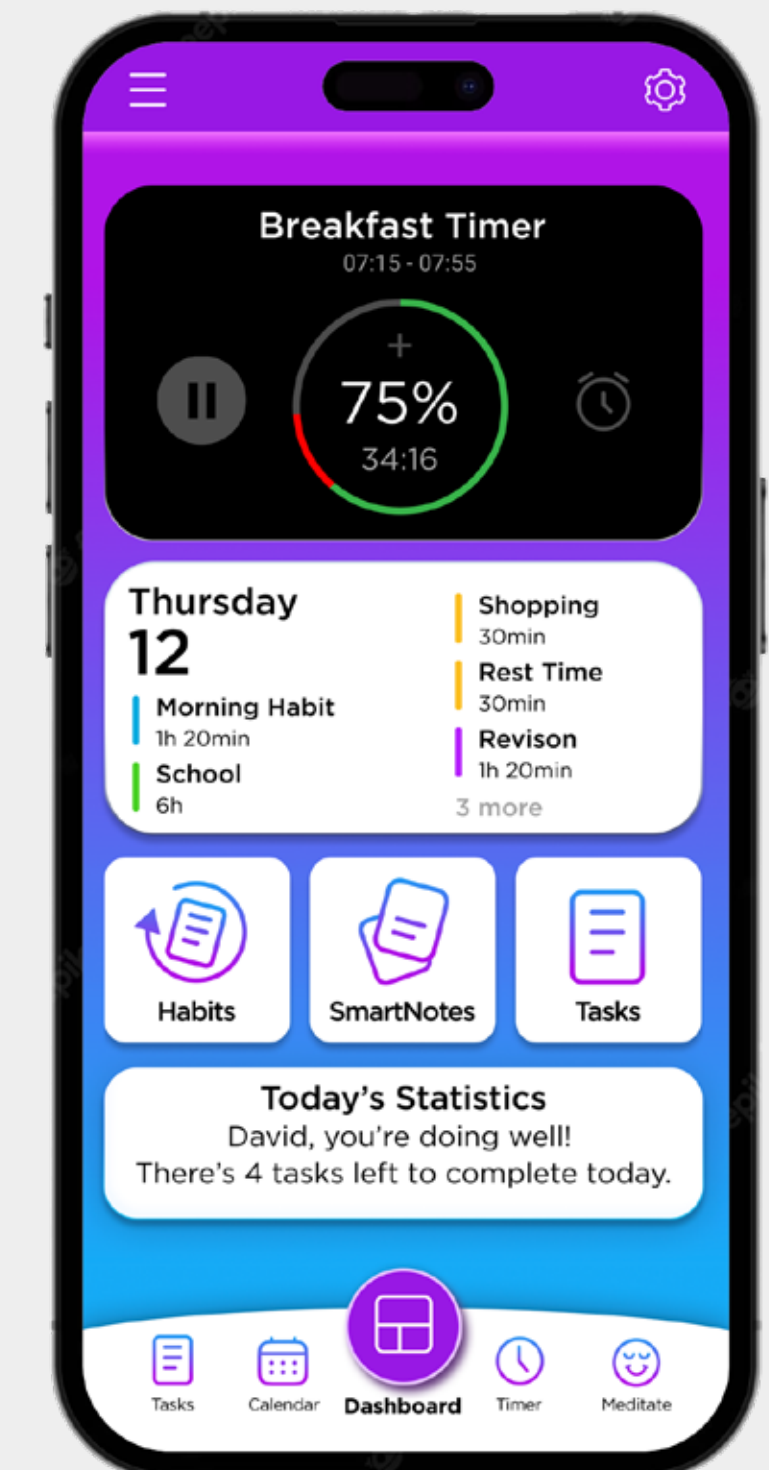 Breakfast Timer
07:15 - 07:55
+
75%
34:16
Thursday
12
Morning Habit
1h 20min
School
6h
Shopping
30min
Rest Time
30min
Revison
1h 20min
3 more
Habits
SmartNotes
Tasks
Today's Statistics
David, you're doing well!
There's 4 tasks left to complete today.
Tasks
Calendar
Dashboard
Timer
Meditate